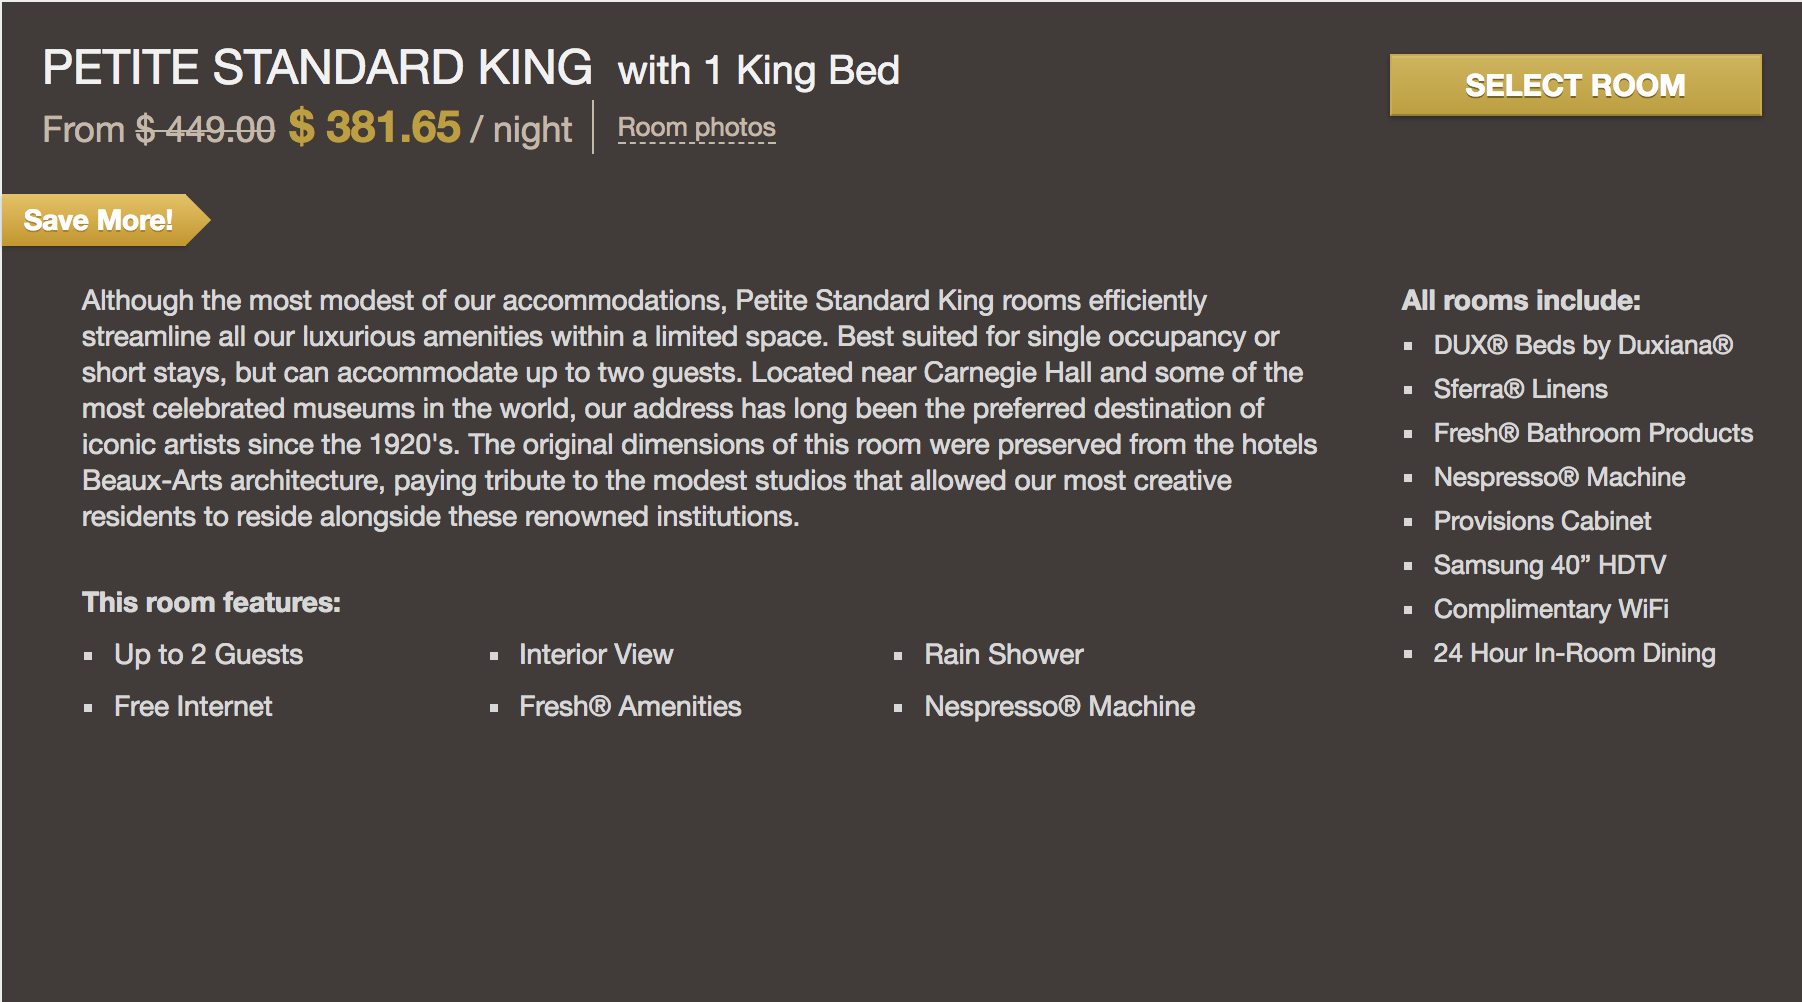 PETITE STANDARD KING with 1 King Bed
SELECT ROOM
From $ 449.00 $ 381.65 / night
Room photos
Save More!
Although the most modest of our accommodations, Petite Standard King rooms efficiently
streamline all our luxurious amenities within a limited space. Best suited for single occupancy or
short stays, but can accommodate up to two guests. Located near Carnegie Hall and some of the
most celebrated museums in the world, our address has long been the preferred destination of
iconic artists since the 1920's. The original dimensions of this room were preserved from the hotels
Beaux-Arts architecture, paying tribute to the modest studios that allowed our most creative
residents to reside alongside these renowned institutions.
This room features:
▪ Up to 2 Guests
▪ Interior View
▪ Rain Shower
▪ Free Internet
▪ Fresh® Amenities
▪ Nespresso® Machine
All rooms include:
▪ DUX® Beds by Duxiana®
▪ Sferra® Linens
▪ Fresh® Bathroom Products
▪ Nespresso® Machine
▪ Provisions Cabinet
▪ Samsung 40” HDTV
▪ Complimentary WiFi
▪ 24 Hour In-Room Dining